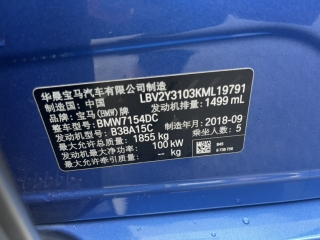 华晨宝马汽车有限公司制造
制造国：中国 LBV2Y3103KML19791
品牌：宝马(BMW)牌 发动机排量：1499 mL
整车型号：BMW7154DC
发动机型号：B38A15C 制造年月：2018-09
最大允许总质量：1855 kg 乘坐人数：5
发动机最大净功率：100 kW
最大允许牵引质量： kg